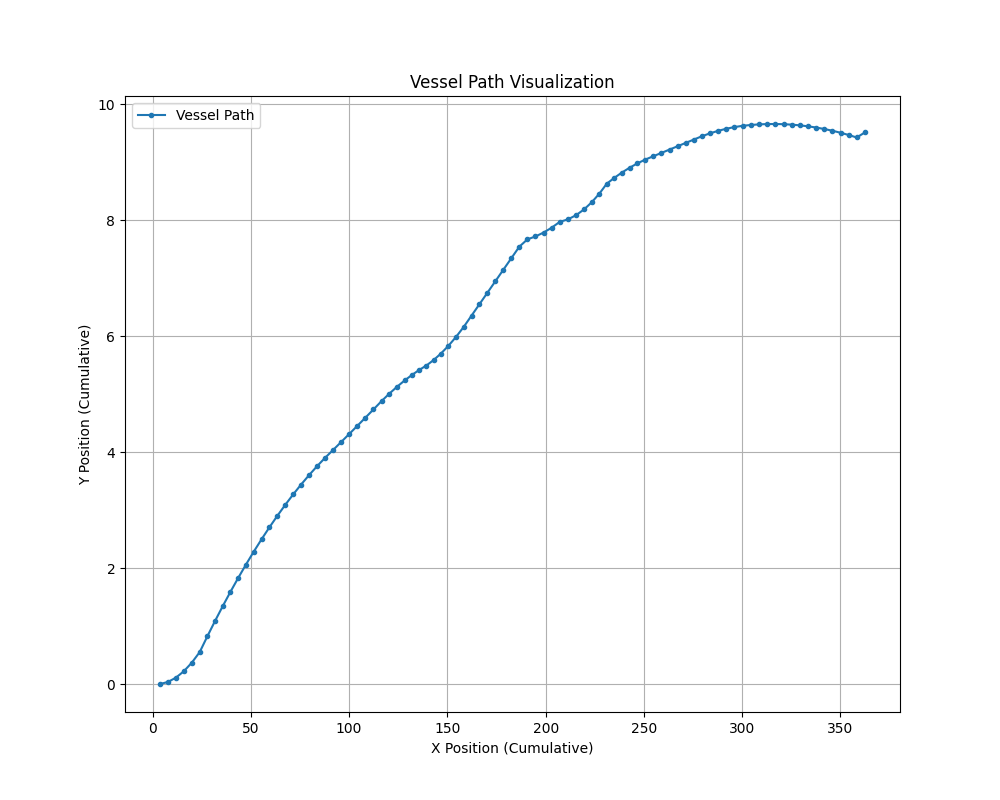 Vessel Path Visualization
Vessel Path
10
8
6
4
2
0
Y Position (Cumulative)
0 50 100 150 200 250 300 350
X Position (Cumulative)